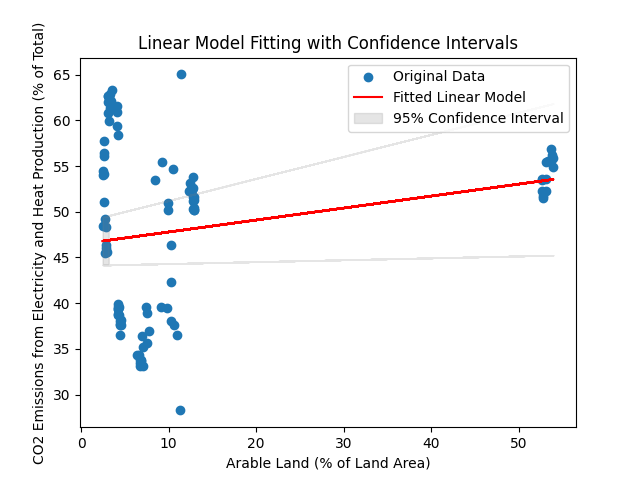 Linear Model Fitting with Confidence Intervals
CO2 Emissions from Electricity and Heat Production (% of Total)
65
60
55
50
45
40
35
30
Original Data
Fitted Linear Model
95% Confidence Interval
0
10
20
30
40
50
Arable Land (% of Land Area)